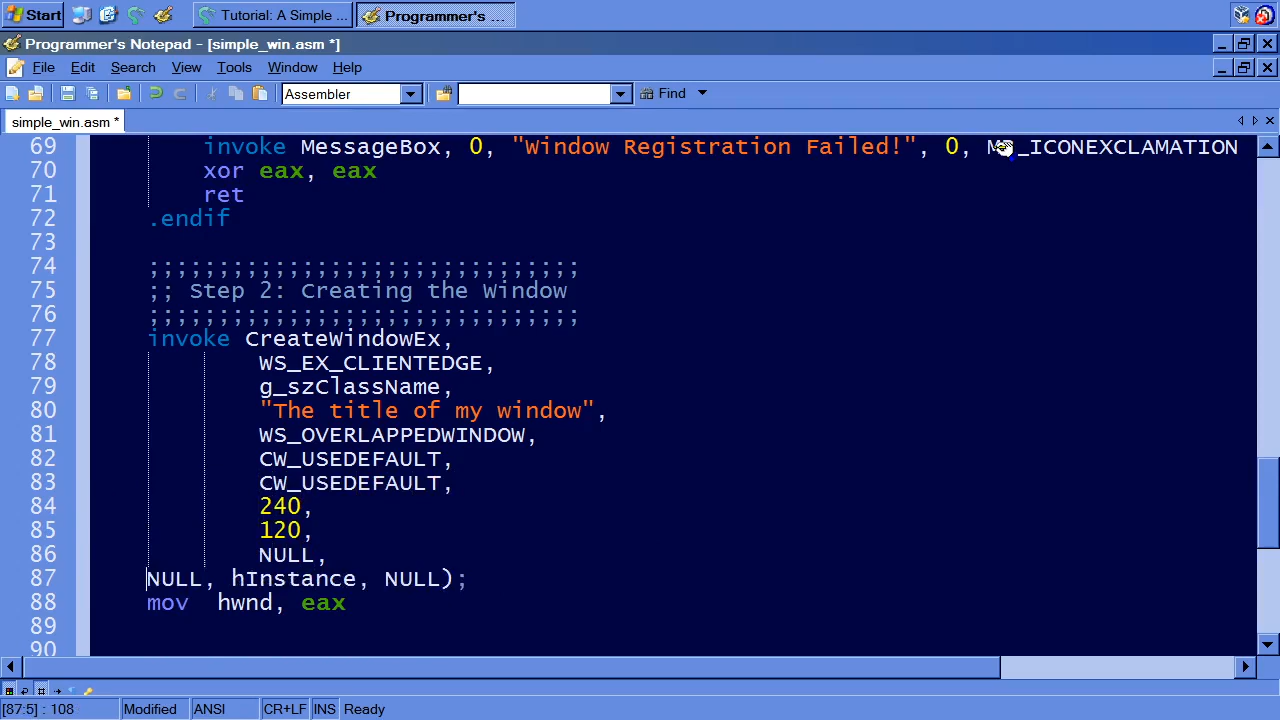 Start Tutorial: A Simple ... Programmer's ...
Programmer's Notepad - [simple_win.asm *]
File Edit Search View Tools Window Help
Assembler Find
simple_win.asm *
69 invoke MessageBox, 0, "Window Registration Failed!", 0, _ICONEXCLAMATION
70 xor eax, eax
71 ret
72 .endif
73
74 ;;;;;;;;;;;;;;;;;;;;;;;;;;;;;;;
75 ;; Step 2: Creating the Window
76 ;;;;;;;;;;;;;;;;;;;;;;;;;;;;;;;
77 invoke CreateWindowEx,
78 WS_EX_CLIENTEDGE,
79 g_szClassName,
80 "The title of my window",
81 WS_OVERLAPPEDWINDOW,
82 CW_USEDEFAULT,
83 CW_USEDEFAULT,
84 240,
85 120,
86 NULL,
87 NULL, hInstance, NULL);
88 mov hwnd, eax
89
90
[87:5] : 108 Modified ANSI CR+LF INS Ready